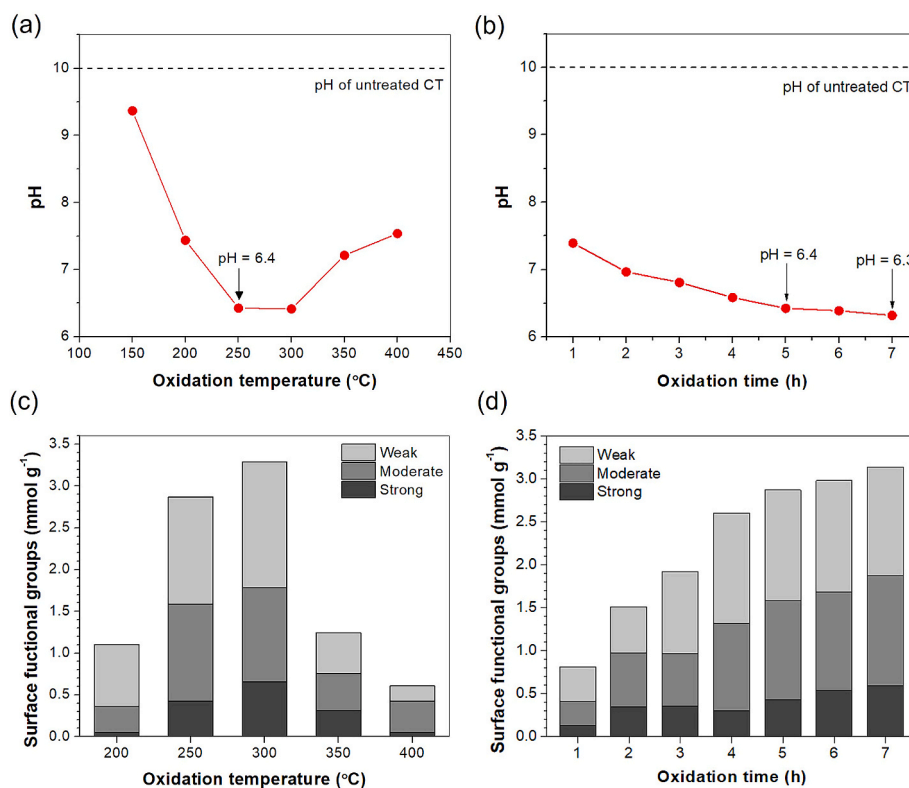 (a)
10
9
8
7
6
pH
pH of untreated CT
pH = 6.4
100 150 200 250 300 350 400 450
Oxidation temperature (°C)
(b)
10
9
8
7
6
pH
pH of untreated CT
pH = 6.4
pH = 6.3
1 2 3 4 5 6 7
Oxidation time (h)
(c)
3.5
3.0
2.5
2.0
1.5
1.0
0.5
0.0
Surface fuctional groups (mmol g-1)
Weak
Moderate
Strong
200 250 300 350 400
Oxidation temperature (°C)
(d)
3.5
3.0
2.5
2.0
1.5
1.0
0.5
0.0
Surface functional groups (mmol g-1)
Weak
Moderate
Strong
1 2 3 4 5 6 7
Oxidation time (h)